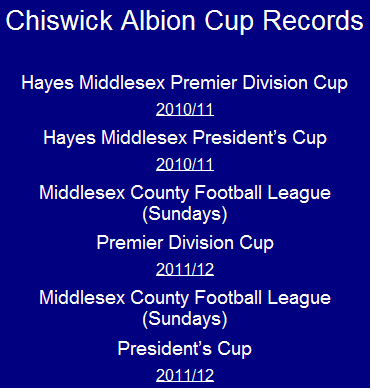 Chiswick Albion Cup Records
Hayes Middlesex Premier Division Cup
2010/11
Hayes Middlesex President’s Cup
2010/11
Middlesex County Football League
(Sundays)
Premier Division Cup
2011/12
Middlesex County Football League
(Sundays)
President’s Cup
2011/12